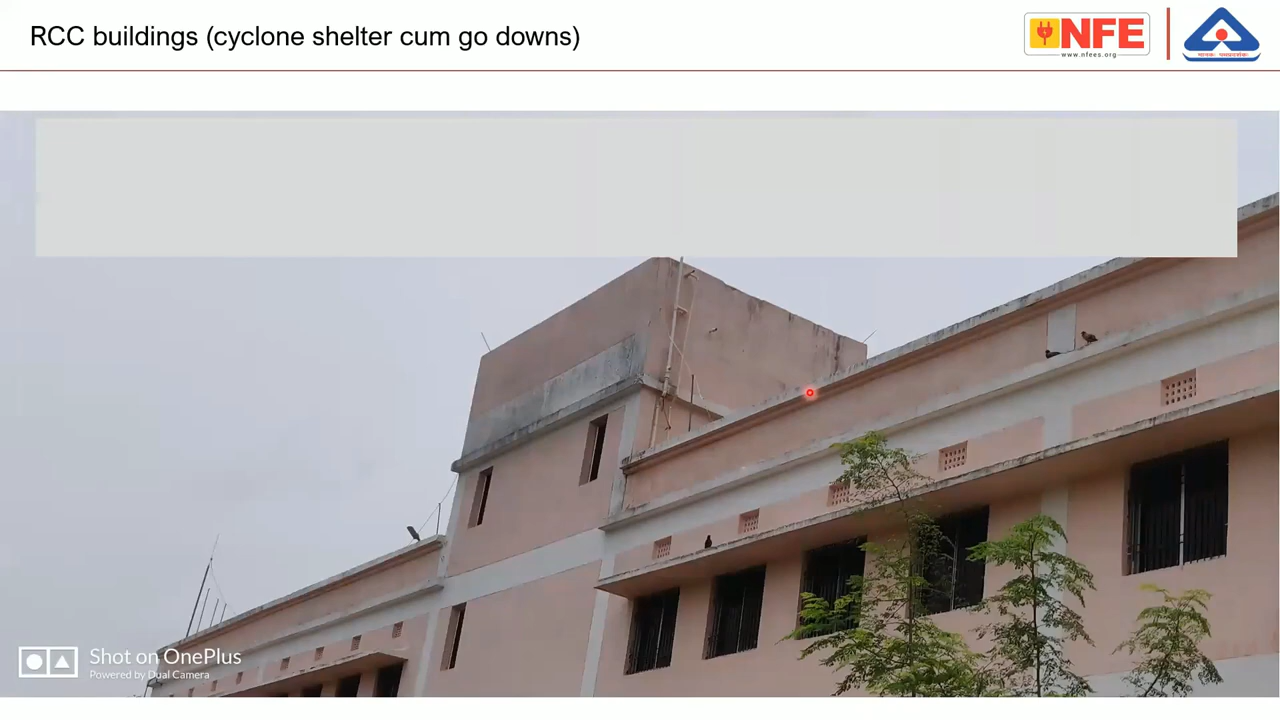 RCC buildings (cyclone shelter cum go downs)
NFE
www.nfees.org
Shot on OnePlus
Powered by Dual Camera